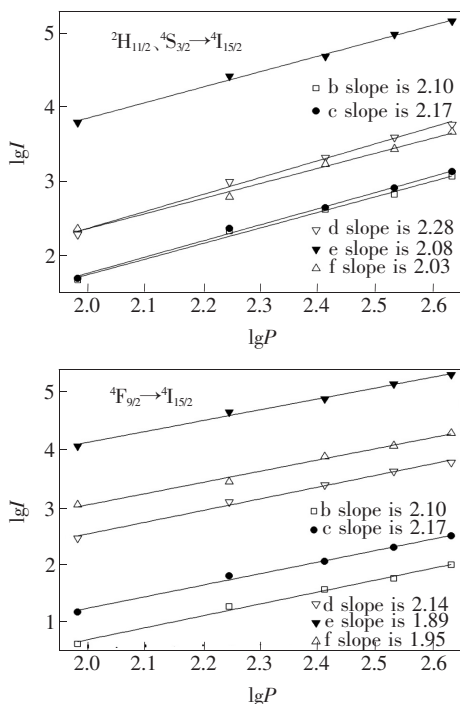 5
4
3
2
lgI
²H₁₁/₂、⁴S₃/₂→⁴I₁₅/₂
b slope is 2.10
c slope is 2.17
d slope is 2.28
e slope is 2.08
f slope is 2.03
2.0 2.1 2.2 2.3 2.4 2.5 2.6
lgP
5
4
3
2
1
lgI
⁴F₉/₂→⁴I₁₅/₂
b slope is 2.10
c slope is 2.17
d slope is 2.14
e slope is 1.89
f slope is 1.95
2.0 2.1 2.2 2.3 2.4 2.5 2.6
lgP